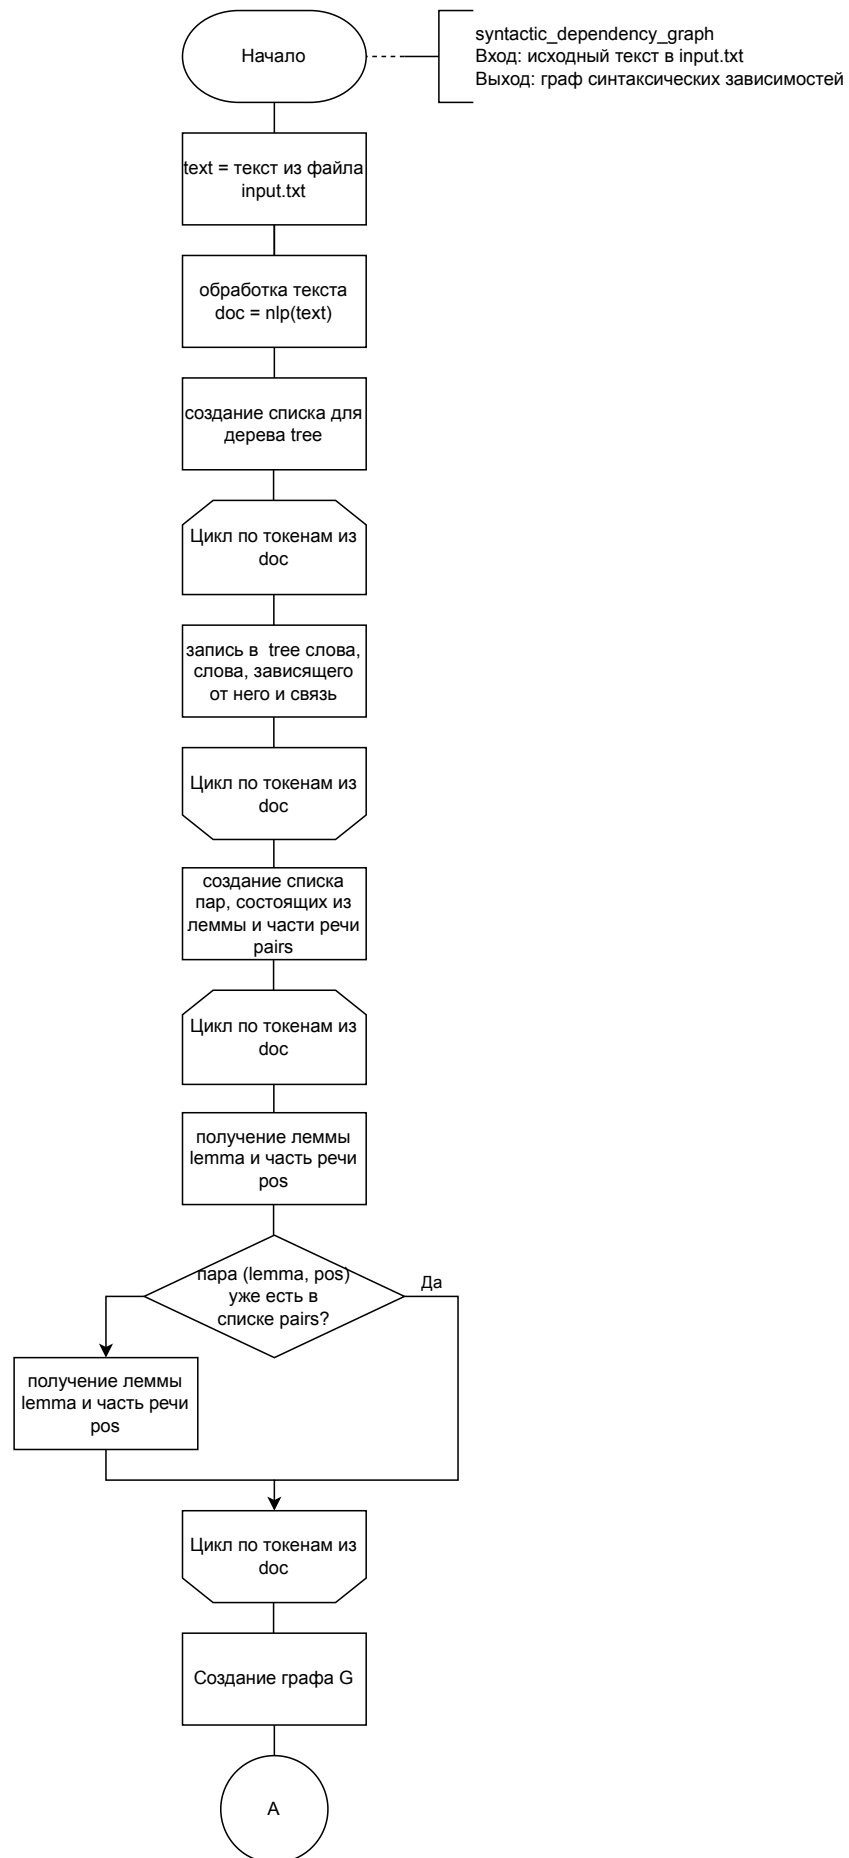 Начало
syntactic_dependency_graph
Вход: исходный текст в input.txt
Выход: граф синтаксических зависимостей
text = текст из файла
input.txt
обработка текста
doc = nlp(text)
создание списка для
дерева tree
Цикл по токенам из
doc
запись в  tree слова,
слова, зависящего
от него и связь
Цикл по токенам из
doc
создание списка
пар, состоящих из
леммы и части речи
pairs
Цикл по токенам из
doc
получение леммы
lemma и часть речи
pos
пара (lemma, pos)
уже есть в
списке pairs?
Да
получение леммы
lemma и часть речи
pos
Цикл по токенам из
doc
Создание графа G
А